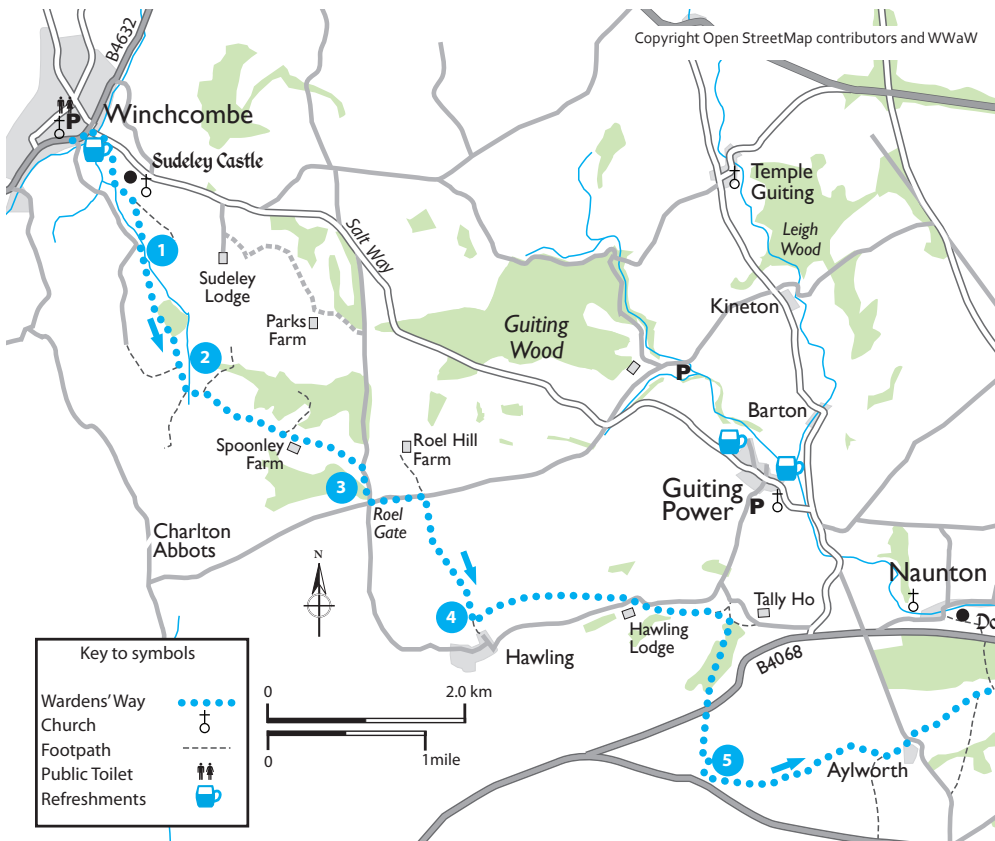 Copyright Open StreetMap contributors and WWaW
B4632
P
Winchcombe
Sudeley Castle
Temple
Guiting
Leigh
Wood
1
Salt Way
Sudeley
Lodge
Kineton
Parks
Farm
Guiting
Wood
2
P
Barton
Spoonley
Farm
Roel Hill
Farm
3
Roel
Gate
Guiting
Power
P
Charlton
Abbots
N
Naunton
Tally Ho
Do
4
Hawling
Hawling
Lodge
B4068
Key to symbols
Wardens' Way
Church
Footpath
Public Toilet
Refreshments
0
2.0 km
0
1mile
5
Aylworth